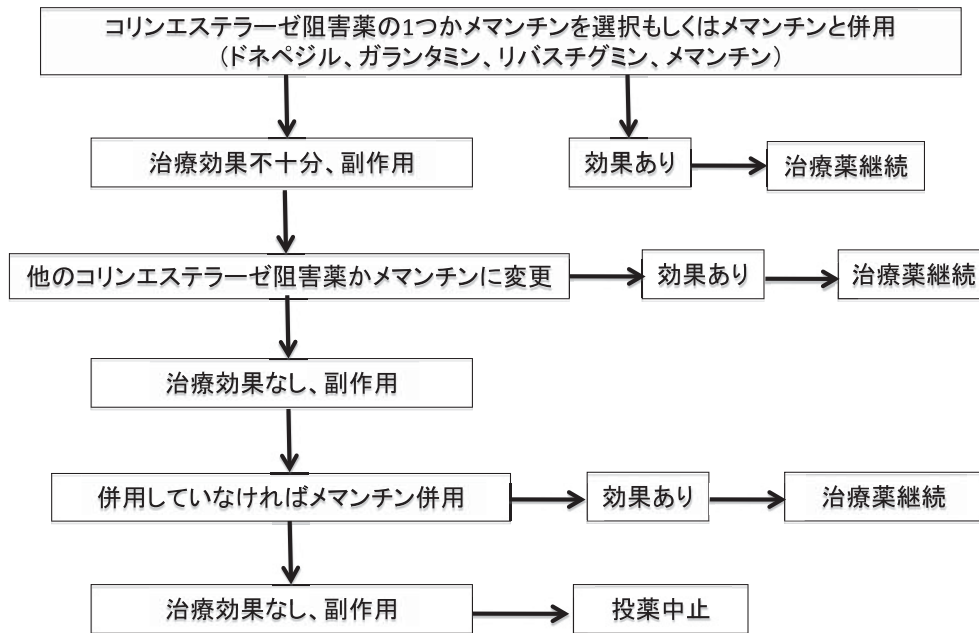 コリンエステラーゼ阻害薬の1つかメマンチンを選択もしくはメマンチンと併用
（ドネペジル、ガランタミン、リバスチグミン、メマンチン）
治療効果不十分、副作用
効果あり
治療薬継続
他のコリンエステラーゼ阻害薬かメマンチンに変更
効果あり
治療薬継続
治療効果なし、副作用
併用していなければメマンチン併用
効果あり
治療薬継続
治療効果なし、副作用
投薬中止